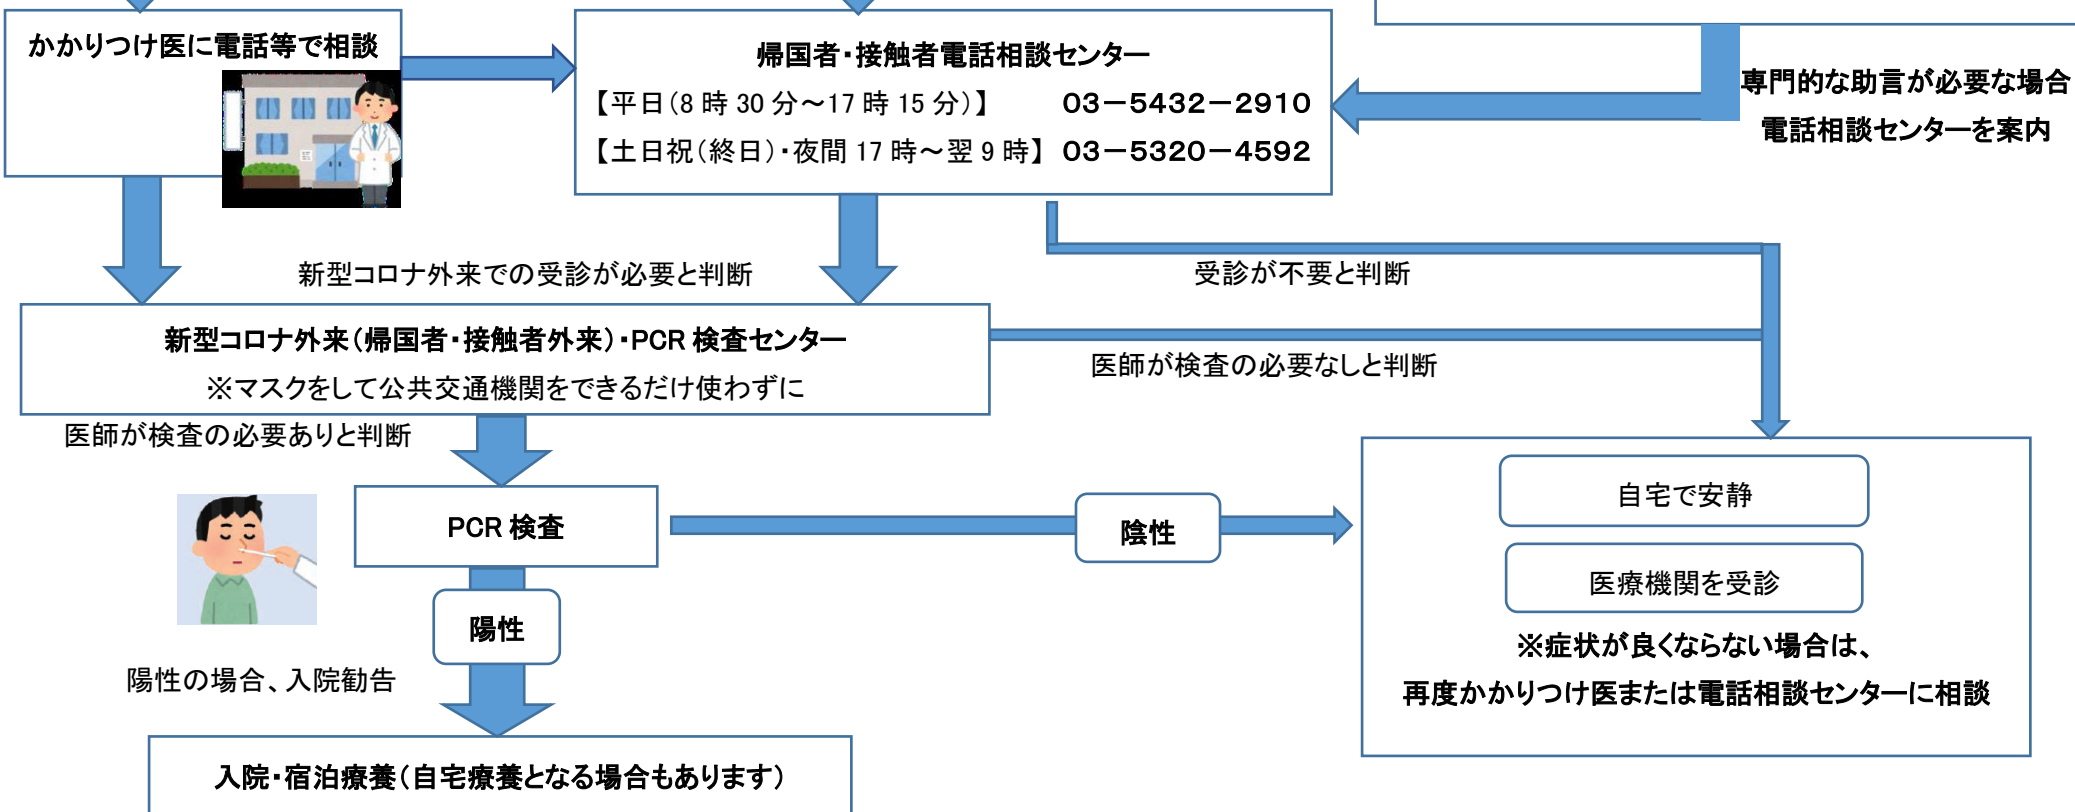 かかりつけ医に電話等で相談
帰国者・接触者電話相談センター
【平日(8時30分~17時15分)】 03-5432-2910
【土日祝(終日)・夜間17時~翌9時】 03-5320-4592
専門的な助言が必要な場合
電話相談センターを案内
新型コロナ外来での受診が必要と判断
受診が不要と判断
新型コロナ外来(帰国者・接触者外来)・PCR検査センター
※マスクをして公共交通機関をできるだけ使わずに
医師が検査の必要なしと判断
医師が検査の必要ありと判断
PCR検査
陰性
自宅で安静
医療機関を受診
※症状が良くならない場合は、
再度かかりつけ医または電話相談センターに相談
陽性
陽性の場合、入院勧告
入院・宿泊療養(自宅療養となる場合もあります)